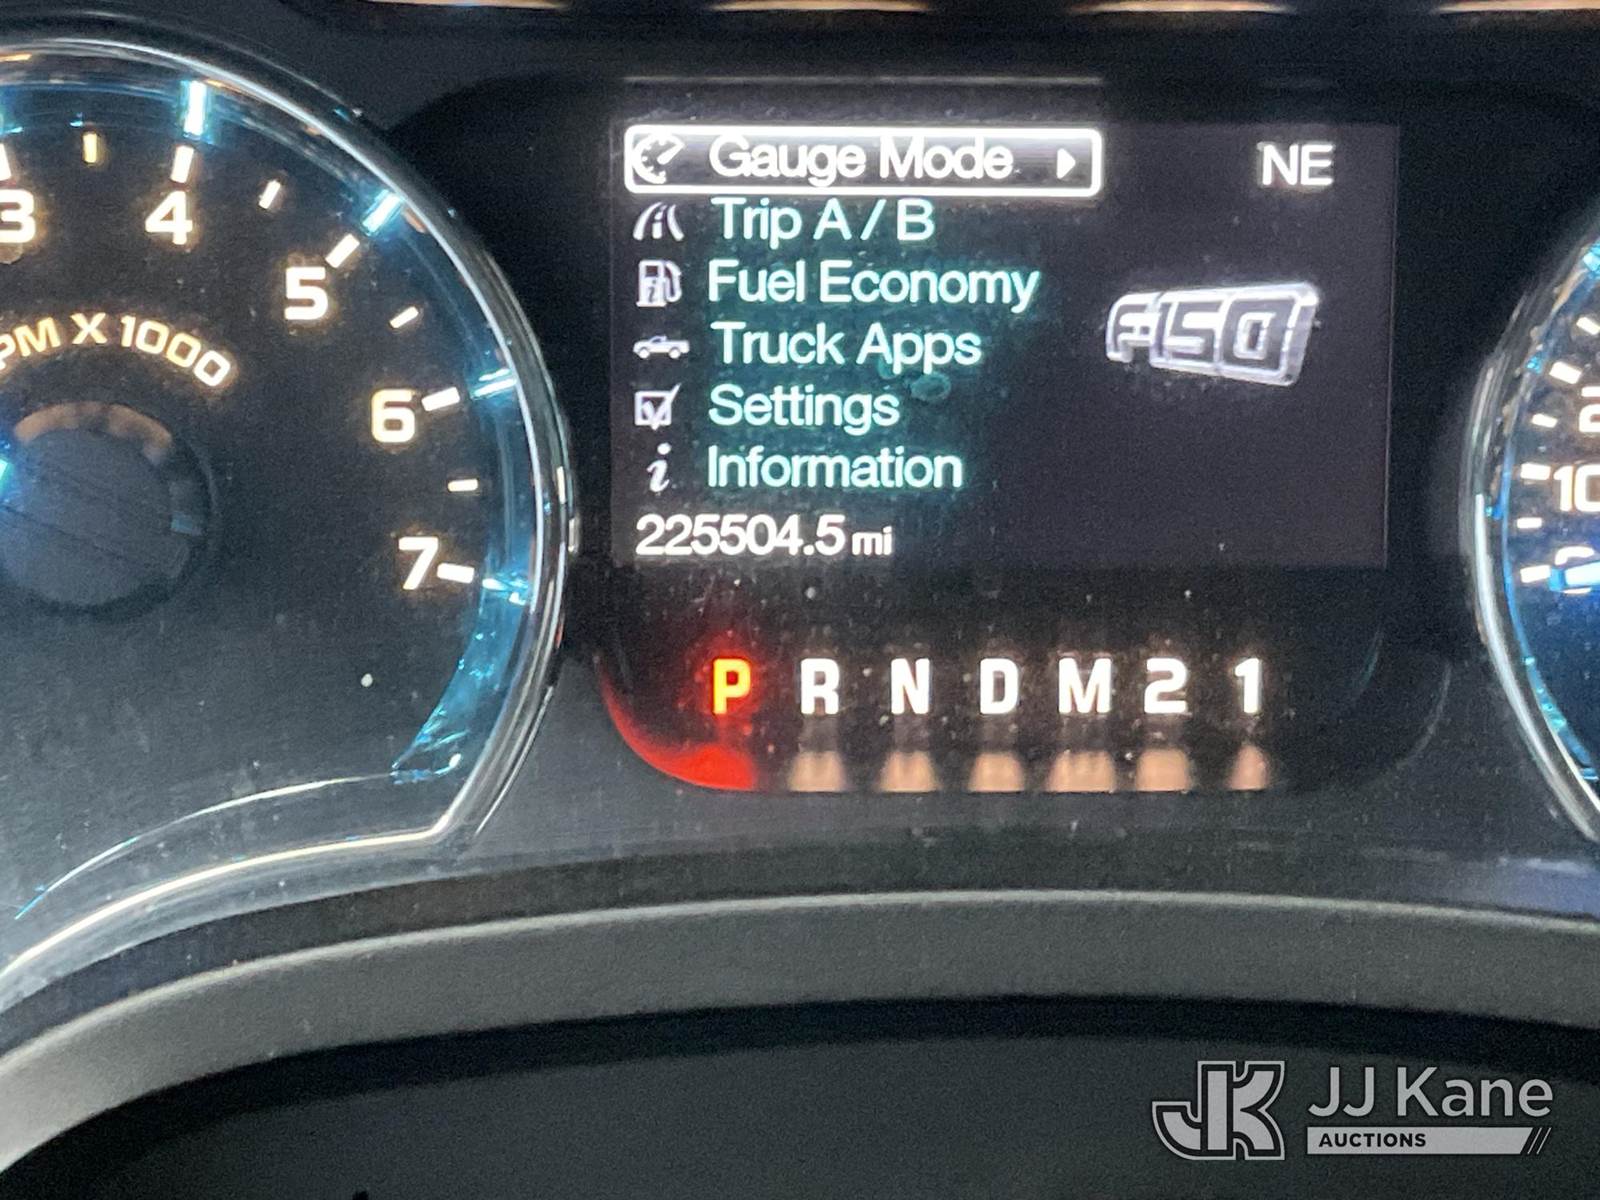 Gauge Mode
NE
Trip A / B
Fuel Economy
F-150
Truck Apps
Settings
Information
225504.5 mi
P R N D M 2 1
3
4
5
6
7
X 1000
JK
JJ Kane
AUCTIONS